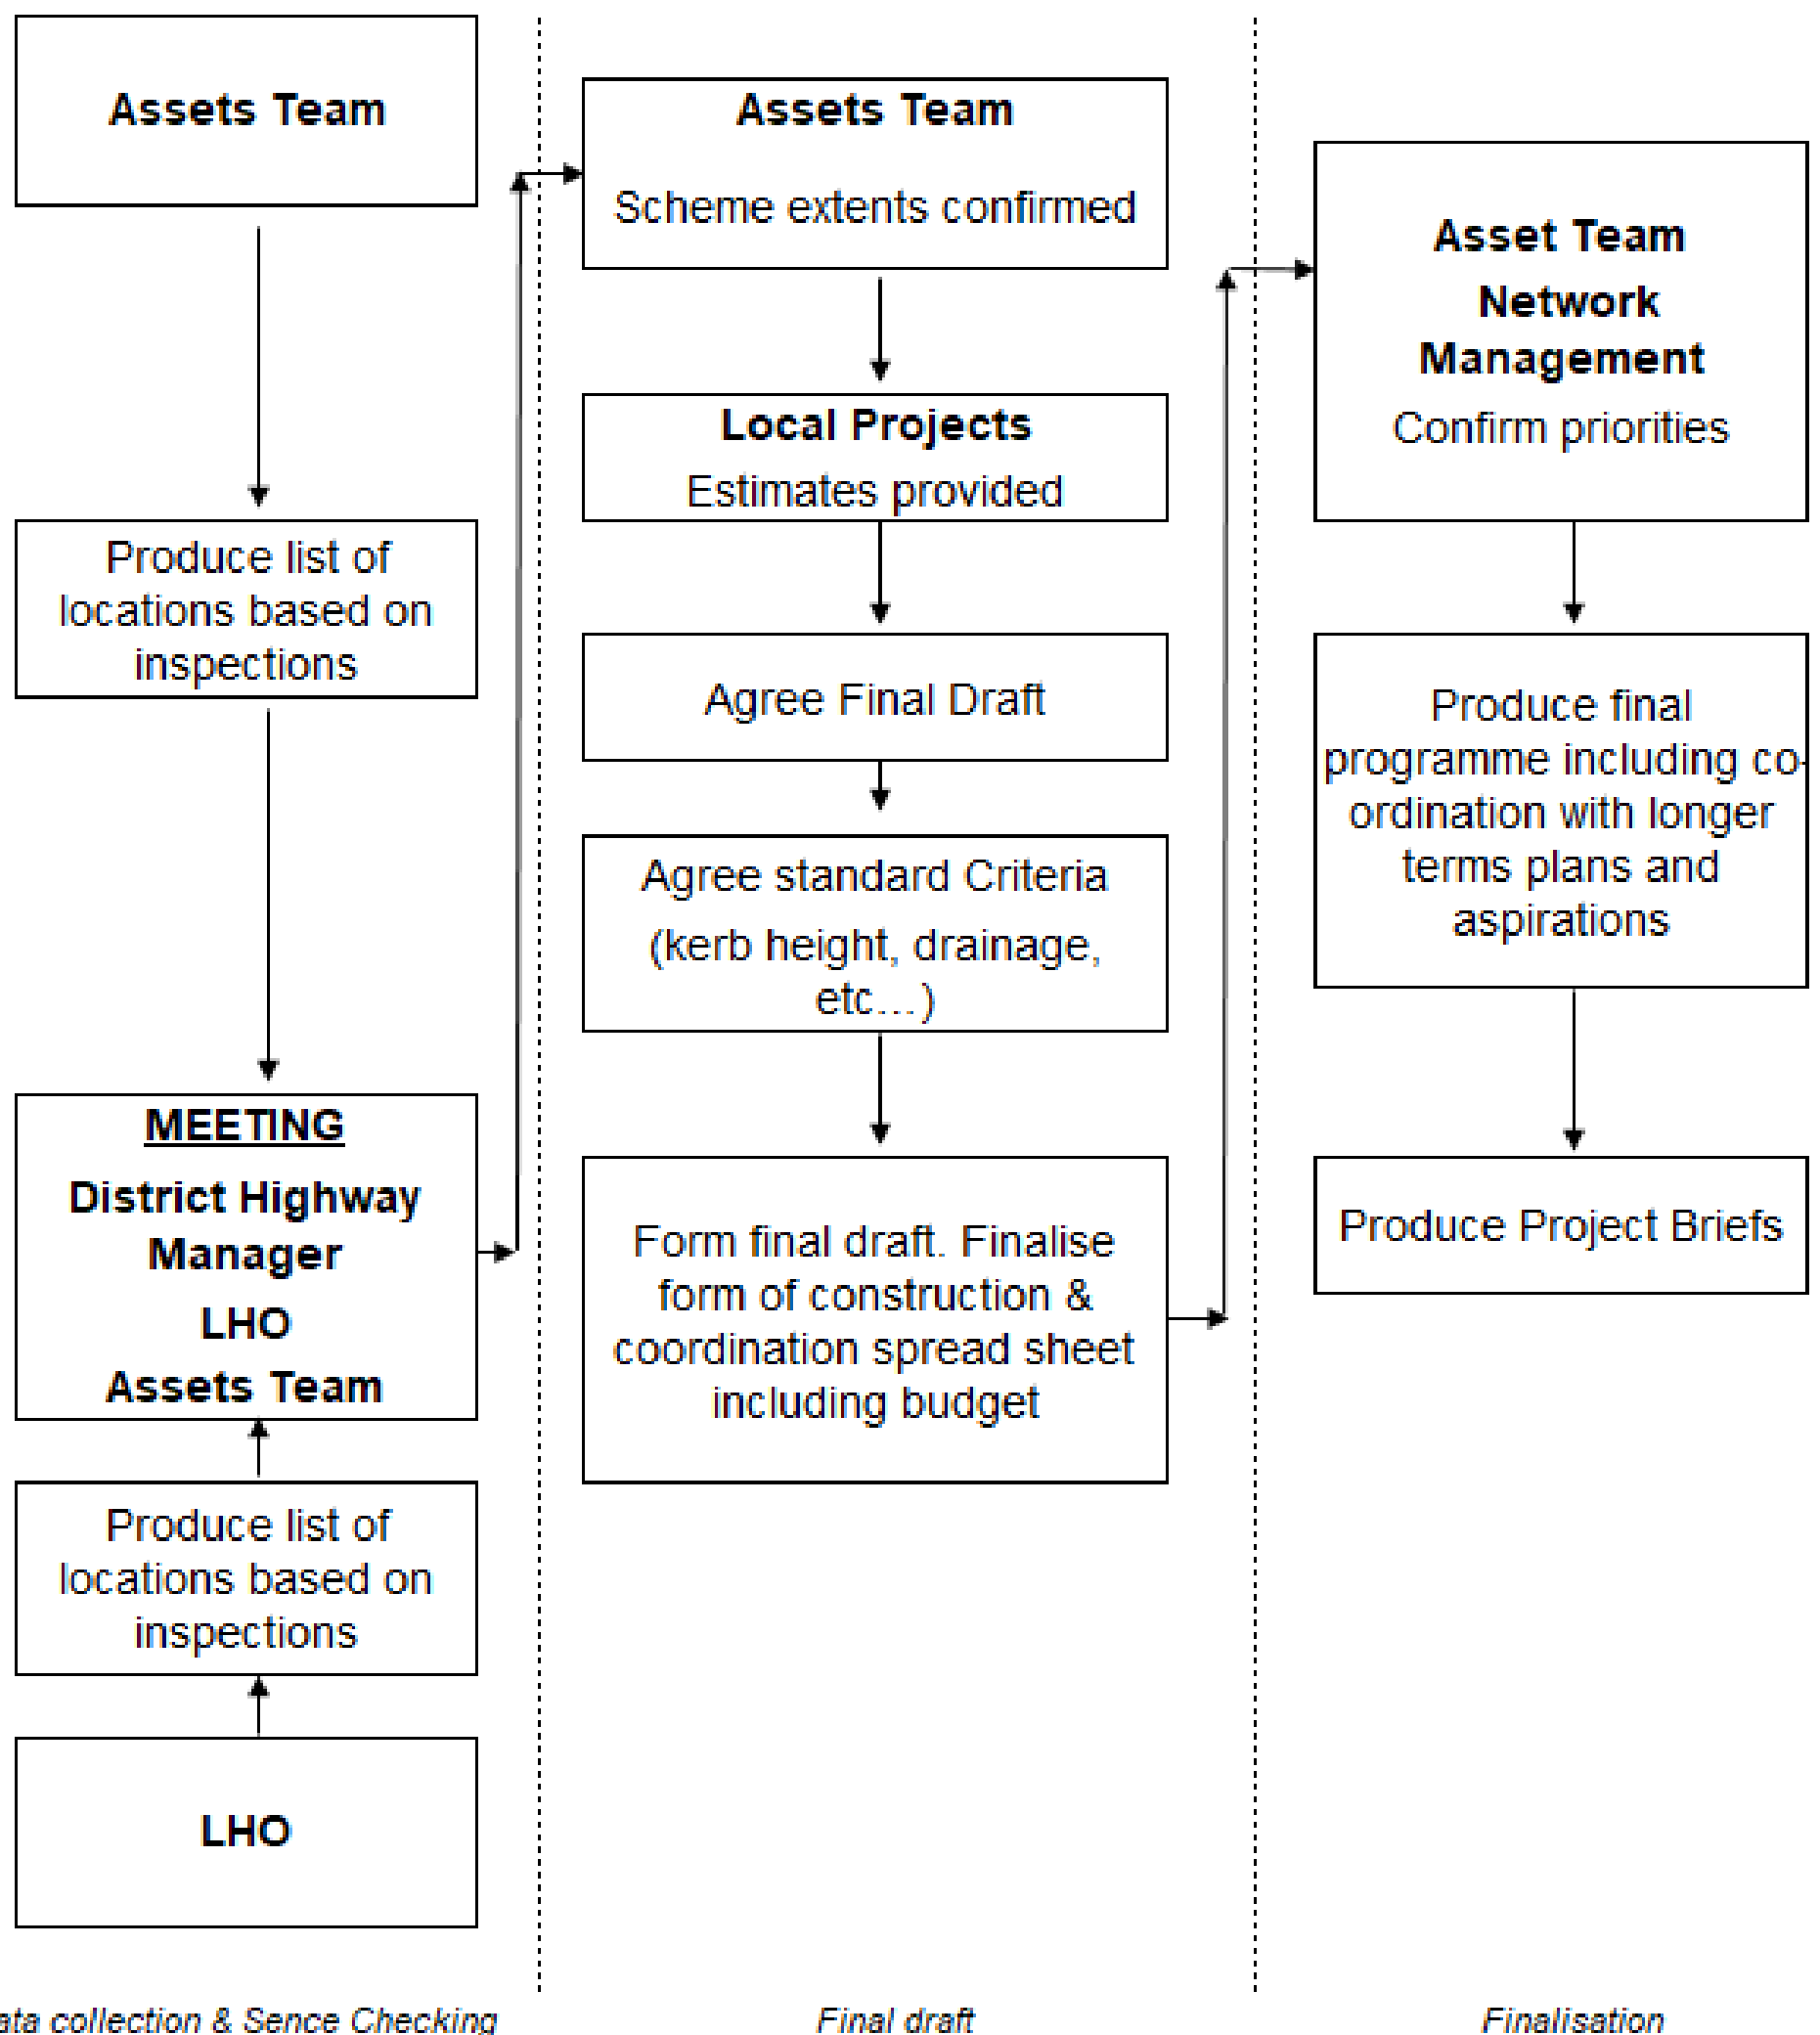 Assets Team
Produce list of
locations based on
inspections
MEETING
District Highway
Manager
LHO
Assets Team
Produce list of
locations based on
inspections
LHO
ata collection & Sence Checking
Assets Team
Scheme extents confirmed
Local Projects
Estimates provided
Agree Final Draft
Agree standard Criteria
(kerb height, drainage,
etc...)
Form final draft. Finalise
form of construction &
coordination spread sheet
including budget
Final draft
Asset Team
Network
Management
Confirm priorities
Produce final
programme including co-
ordination with longer
terms plans and
aspirations
Produce Project Briefs
Finalisation